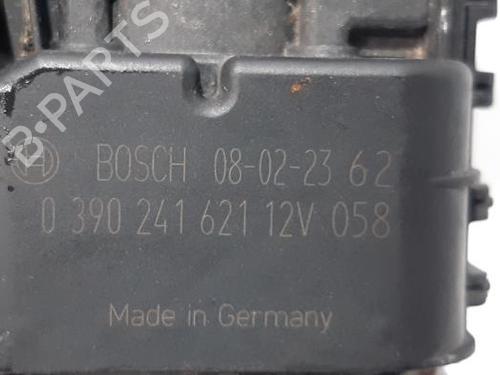 B-PARTS
BOSCH 08-02-23 62
0 390 241 621 12V 058
Made in Germany